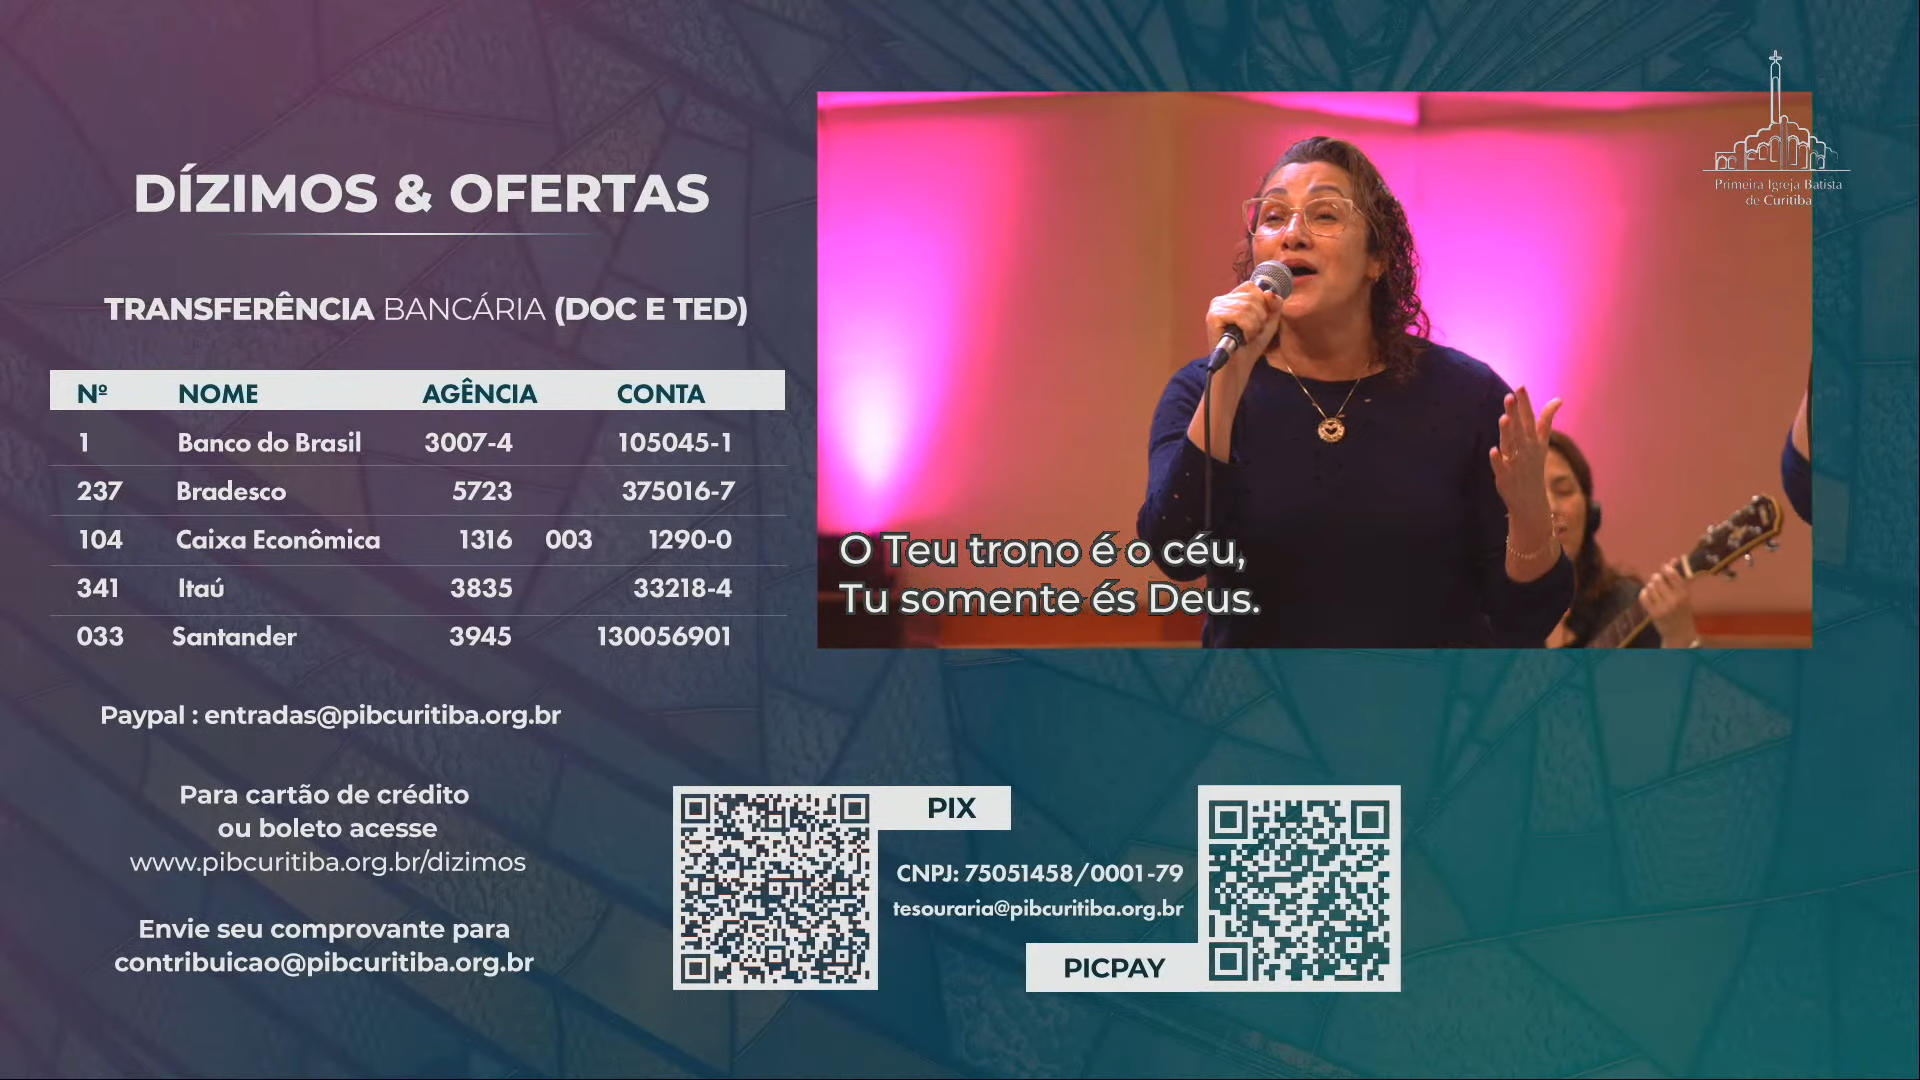 DÍZIMOS & OFERTAS
TRANSFERÊNCIA BANCÁRIA (DOC E TED)
Nº NOME AGÊNCIA CONTA
1 Banco do Brasil 3007-4 105045-1
237 Bradesco 5723 375016-7
104 Caixa Econômica 1316 003 1290-0
341 Itaú 3835 33218-4
033 Santander 3945 130056901
Paypal : entradas@pibcuritiba.org.br
Para cartão de crédito
ou boleto acesse
www.pibcuritiba.org.br/dizimos
Envie seu comprovante para
contribuicao@pibcuritiba.org.br
Primeira Igreja Batista
de Curitiba
O Teu trono é o céu,
Tu somente és Deus.
PIX
CNPJ: 75051458/0001-79
tesouraria@pibcuritiba.org.br
PICPAY